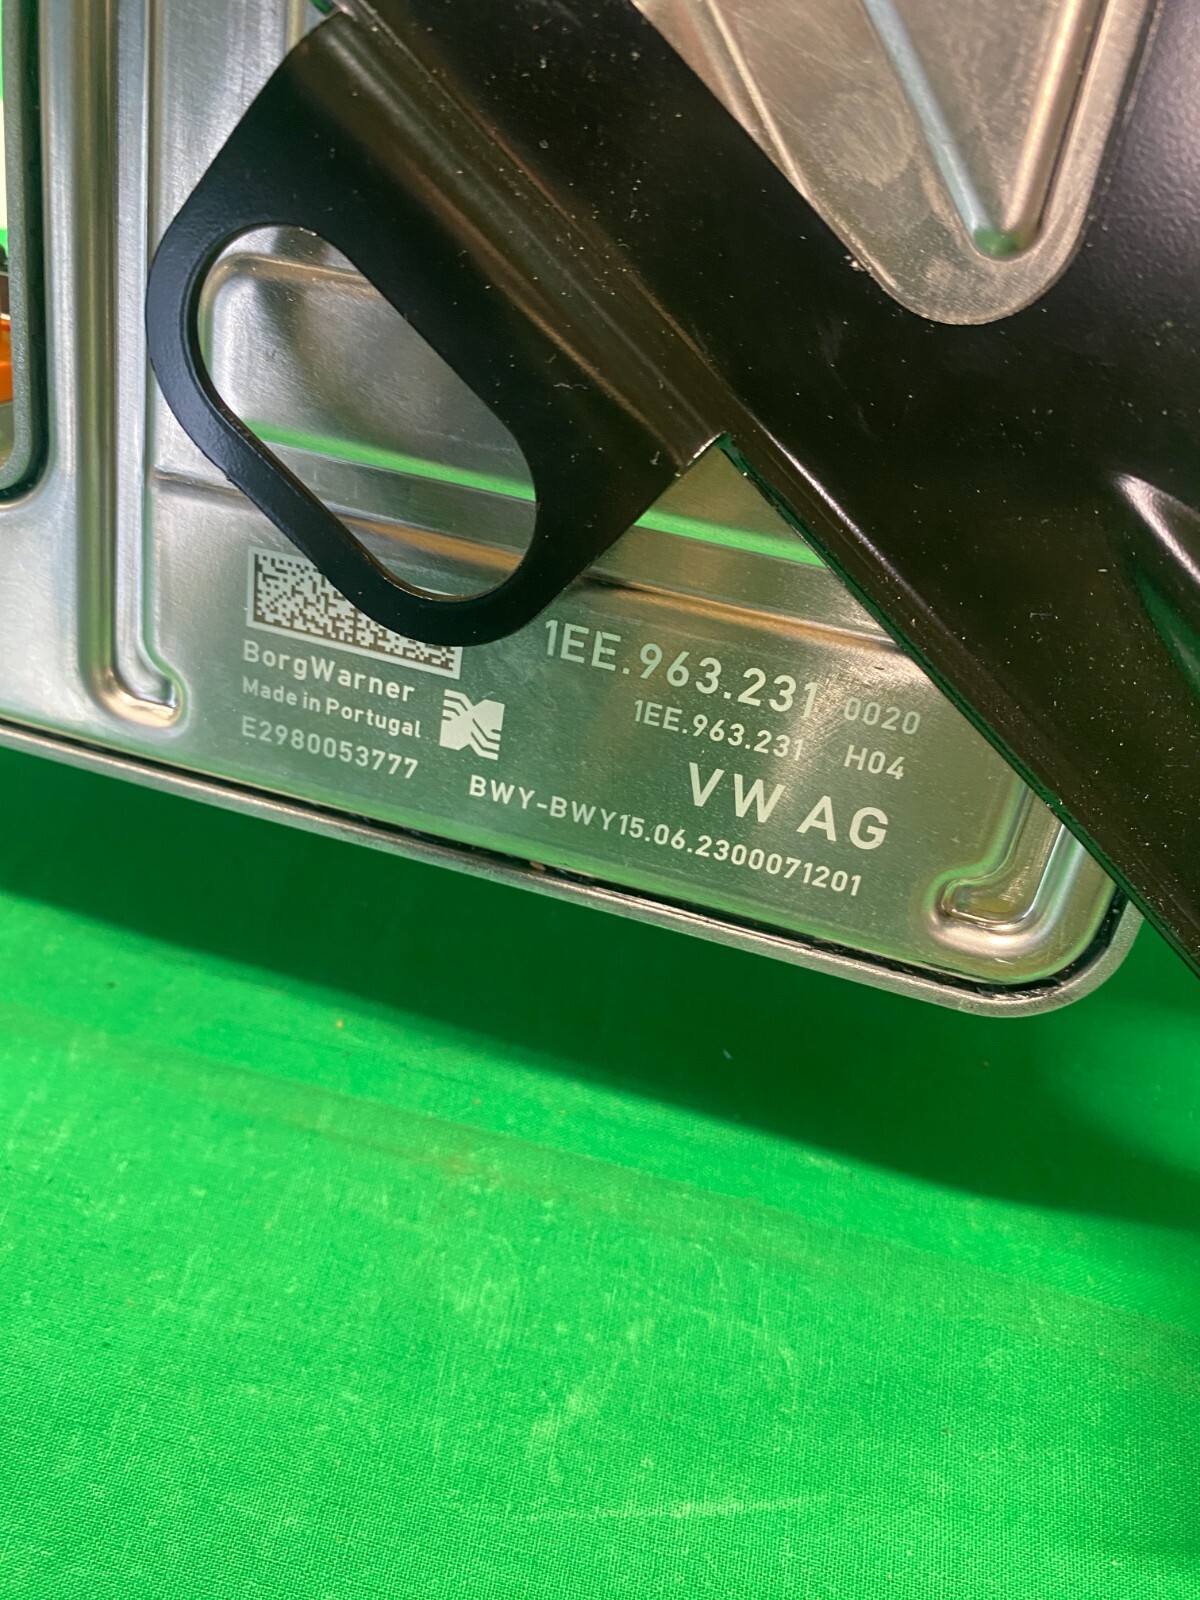 BorgWarner
Made in Portugal
E2980053777
1EE.963.231 0020
1EE.963.231 H04
VW AG
BWY-BWY15.06.2300071201